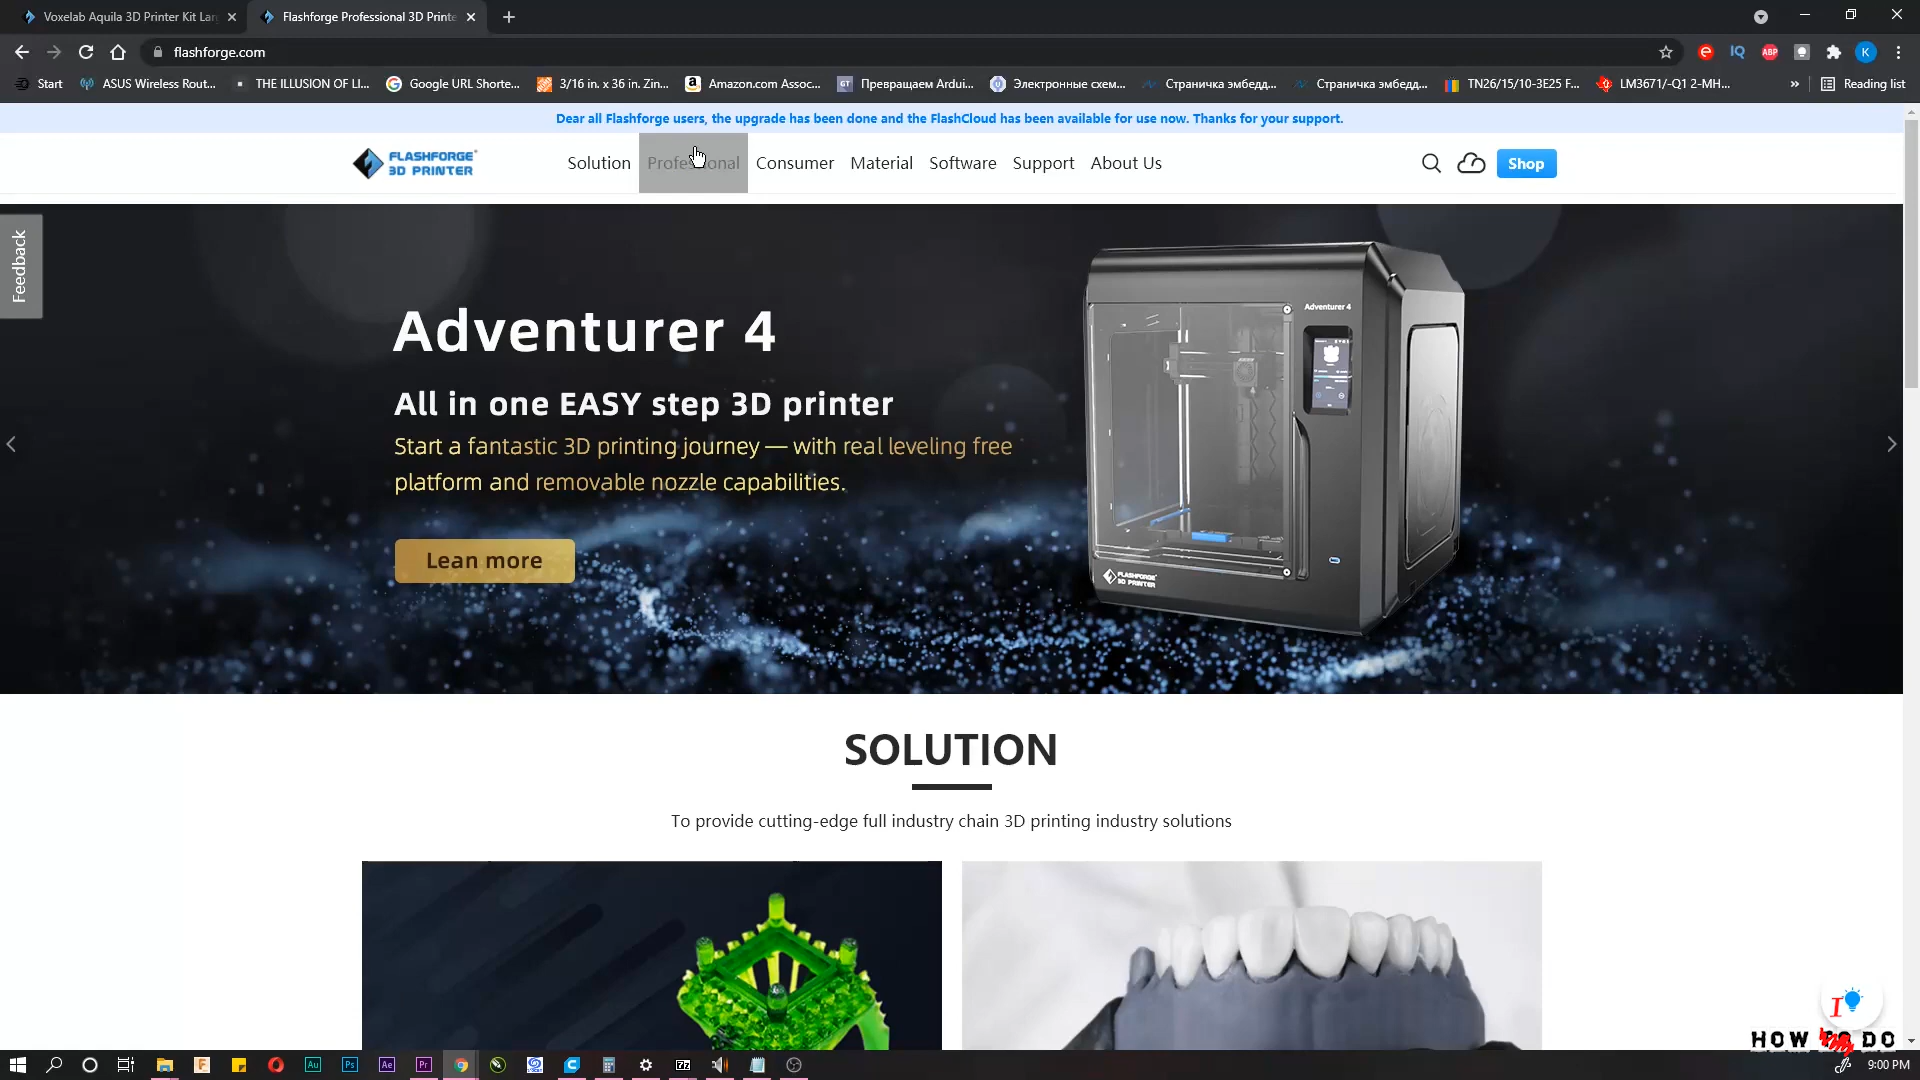 Voxelab Aquila 3D Printer Kit Lar
Flashforge Professional 3D Printe
flashforge.com
Start
ASUS Wireless Rout...
THE ILLUSION OF LI...
Google URL Shorte...
3/16 in. x 36 in. Zin...
Amazon.com Assoc...
GT
Превращаем Ardui...
Электронные схем...
Страничка эмбедд...
Страничка эмбедд...
TN26/15/10-3E25 F...
LM3671/-Q1 2-MH...
»
Reading list
Dear all Flashforge users, the upgrade has been done and the FlashCloud has been available for use now. Thanks for your support.
FLASHFORGE
3D PRINTER
Solution
Professional
Consumer
Material
Software
Support
About Us
Shop
Feedback
Adventurer 4
Adventurer 4
All in one EASY step 3D printer
Start a fantastic 3D printing journey — with real leveling free
platform and removable nozzle capabilities.
Lean more
FLASHFORGE
3D PRINTER
SOLUTION
To provide cutting-edge full industry chain 3D printing industry solutions
HOW TO DO
9:00 PM